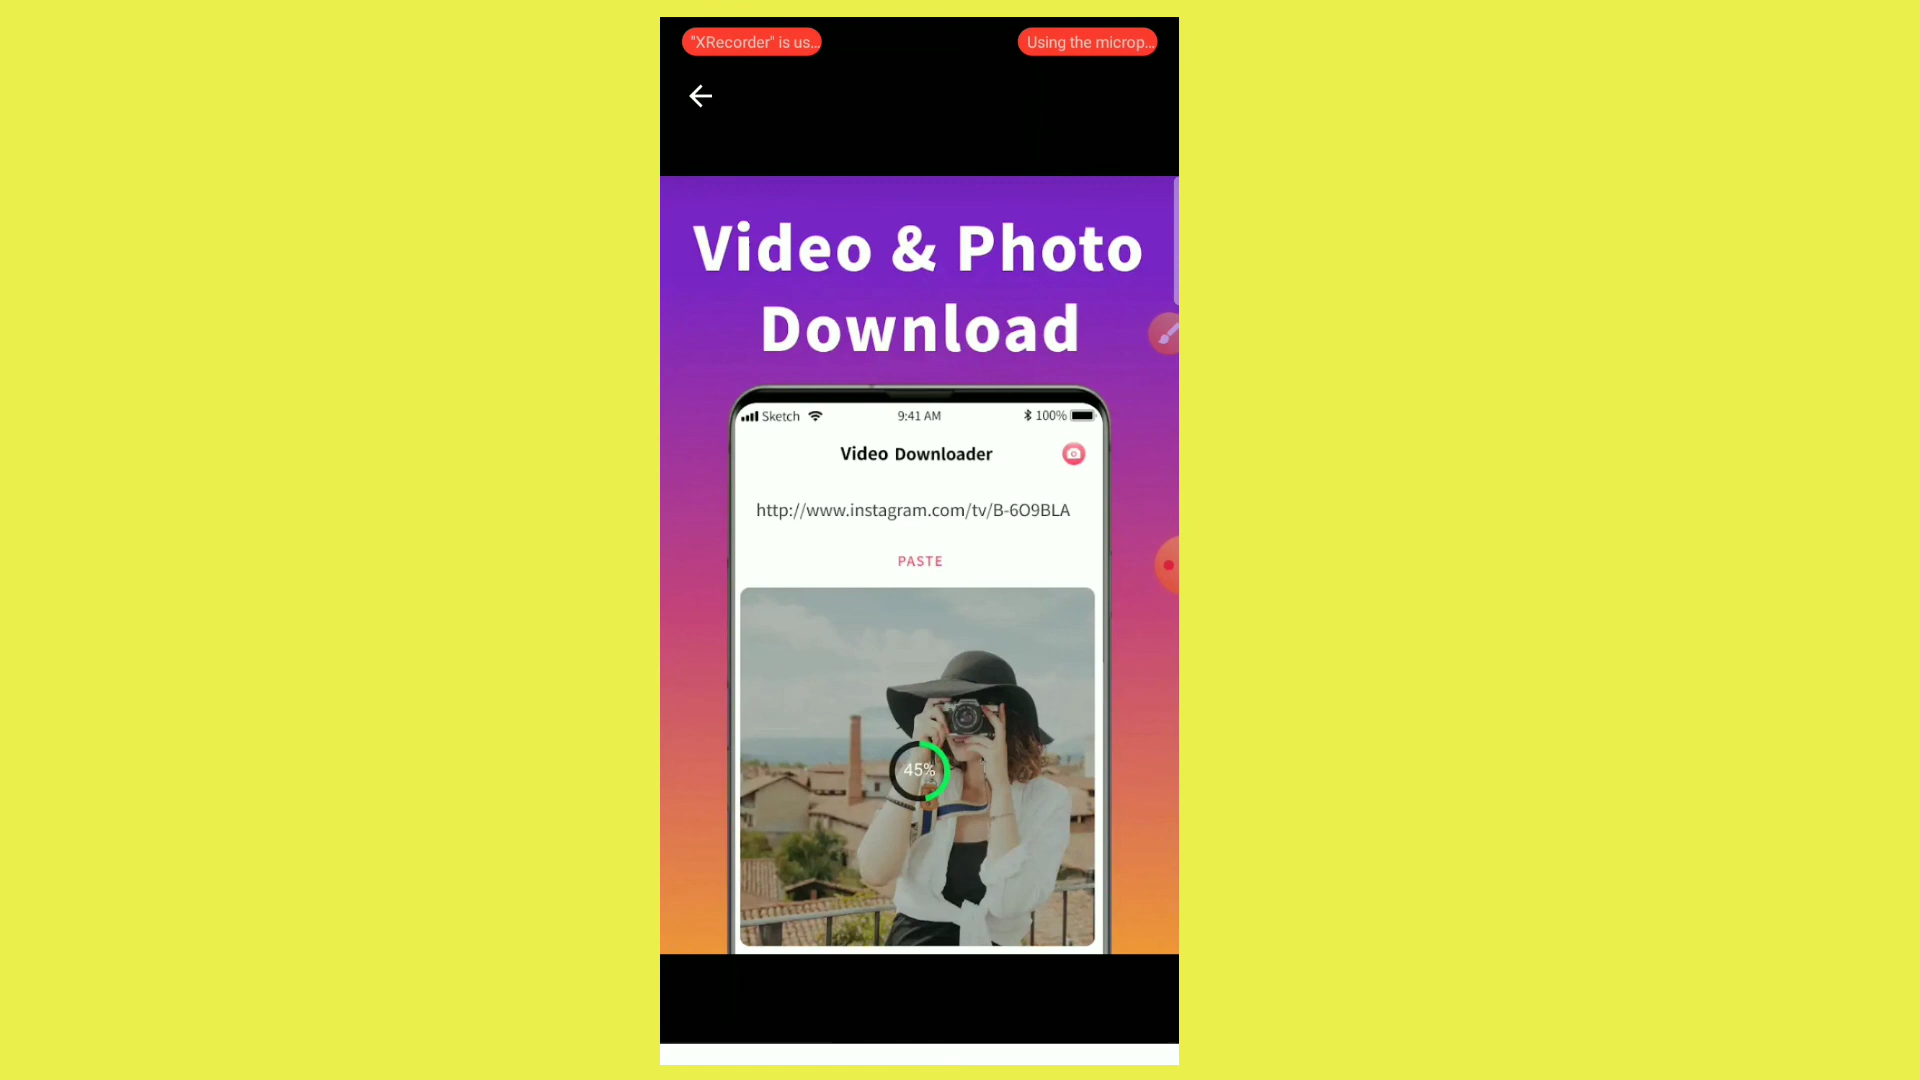 "XRecorder" is us...
Using the microp...
Video & Photo
Download
Sketch 9:41 AM 100%
Video Downloader
http://www.instagram.com/tv/B-6O9BLA
PASTE
45%